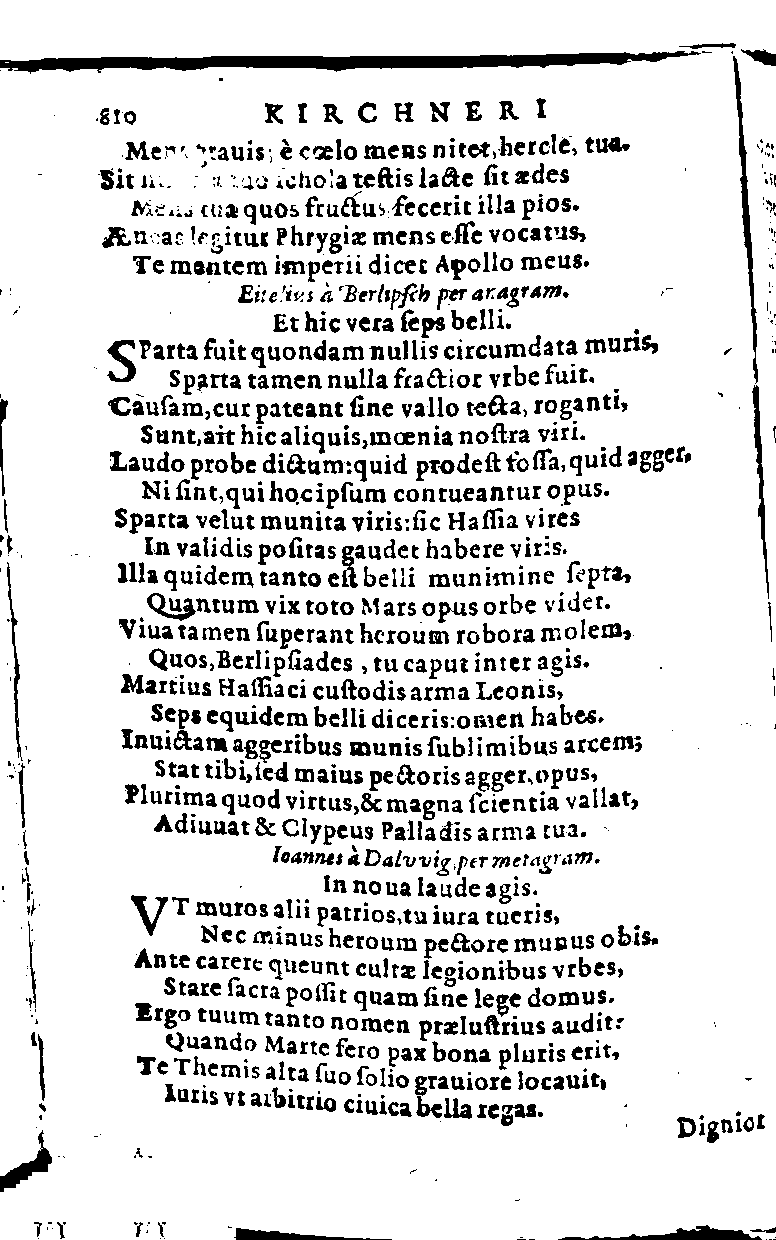 810 KIRCHNERI
Mens grauis; è cœlo mens nitet, hercle, tua.
Sit schola testis lacte sit ædes
Mens tuæ quos fructus fecerit illa pios.
Æneas legitur Phrygiæ mens esse vocatus,
Te mentem imperii dicet Apollo meus.
Eitelius à Berlipsch per anagram.
Et hic vera seps belli.
SParta fuit quondam nullis circumdata muris,
Sparta tamen nulla fractior vrbe fuit.
Causam, cur pateant sine vallo tecta, roganti,
Sunt, ait hic aliquis, mœnia nostra viri.
Laudo probe dictum: quid prodest fossa, quid agger,
Ni sint, qui hoc ipsum contueantur opus.
Sparta velut munita viris: sic Hassia vires
In validis positas gaudet habere viris.
Illa quidem tanto est belli munimine septa,
Quantum vix toto Mars opus orbe videt.
Viua tamen superant heroum robora molem,
Quos, Berlipsiades, tu caput inter agis.
Martius Hassiaci custodis arma Leonis,
Seps equidem belli diceris: omen habes.
Inuictam aggeribus munis sublimibus arcem;
Stat tibi, sed maius pectoris agger, opus,
Plurima quod virtus, & magna scientia vallat,
Adiuuat & Clypeus Palladis arma tua.
Ioannes à Dalvvig per metagram.
In noua laude agis.
VT muros alii patrios, tu iura tueris,
Nec minus heroum pectore munus obis.
Ante carere queunt cultæ legionibus vrbes,
Stare sacra possit quam sine lege domus.
Ergo tuum tanto nomen prælustrius audit:
Quando Marte fero pax bona pluris erit,
Te Themis alta suo solio grauiore locauit,
Iuris vt arbitrio ciuica bella regas.
Dignior